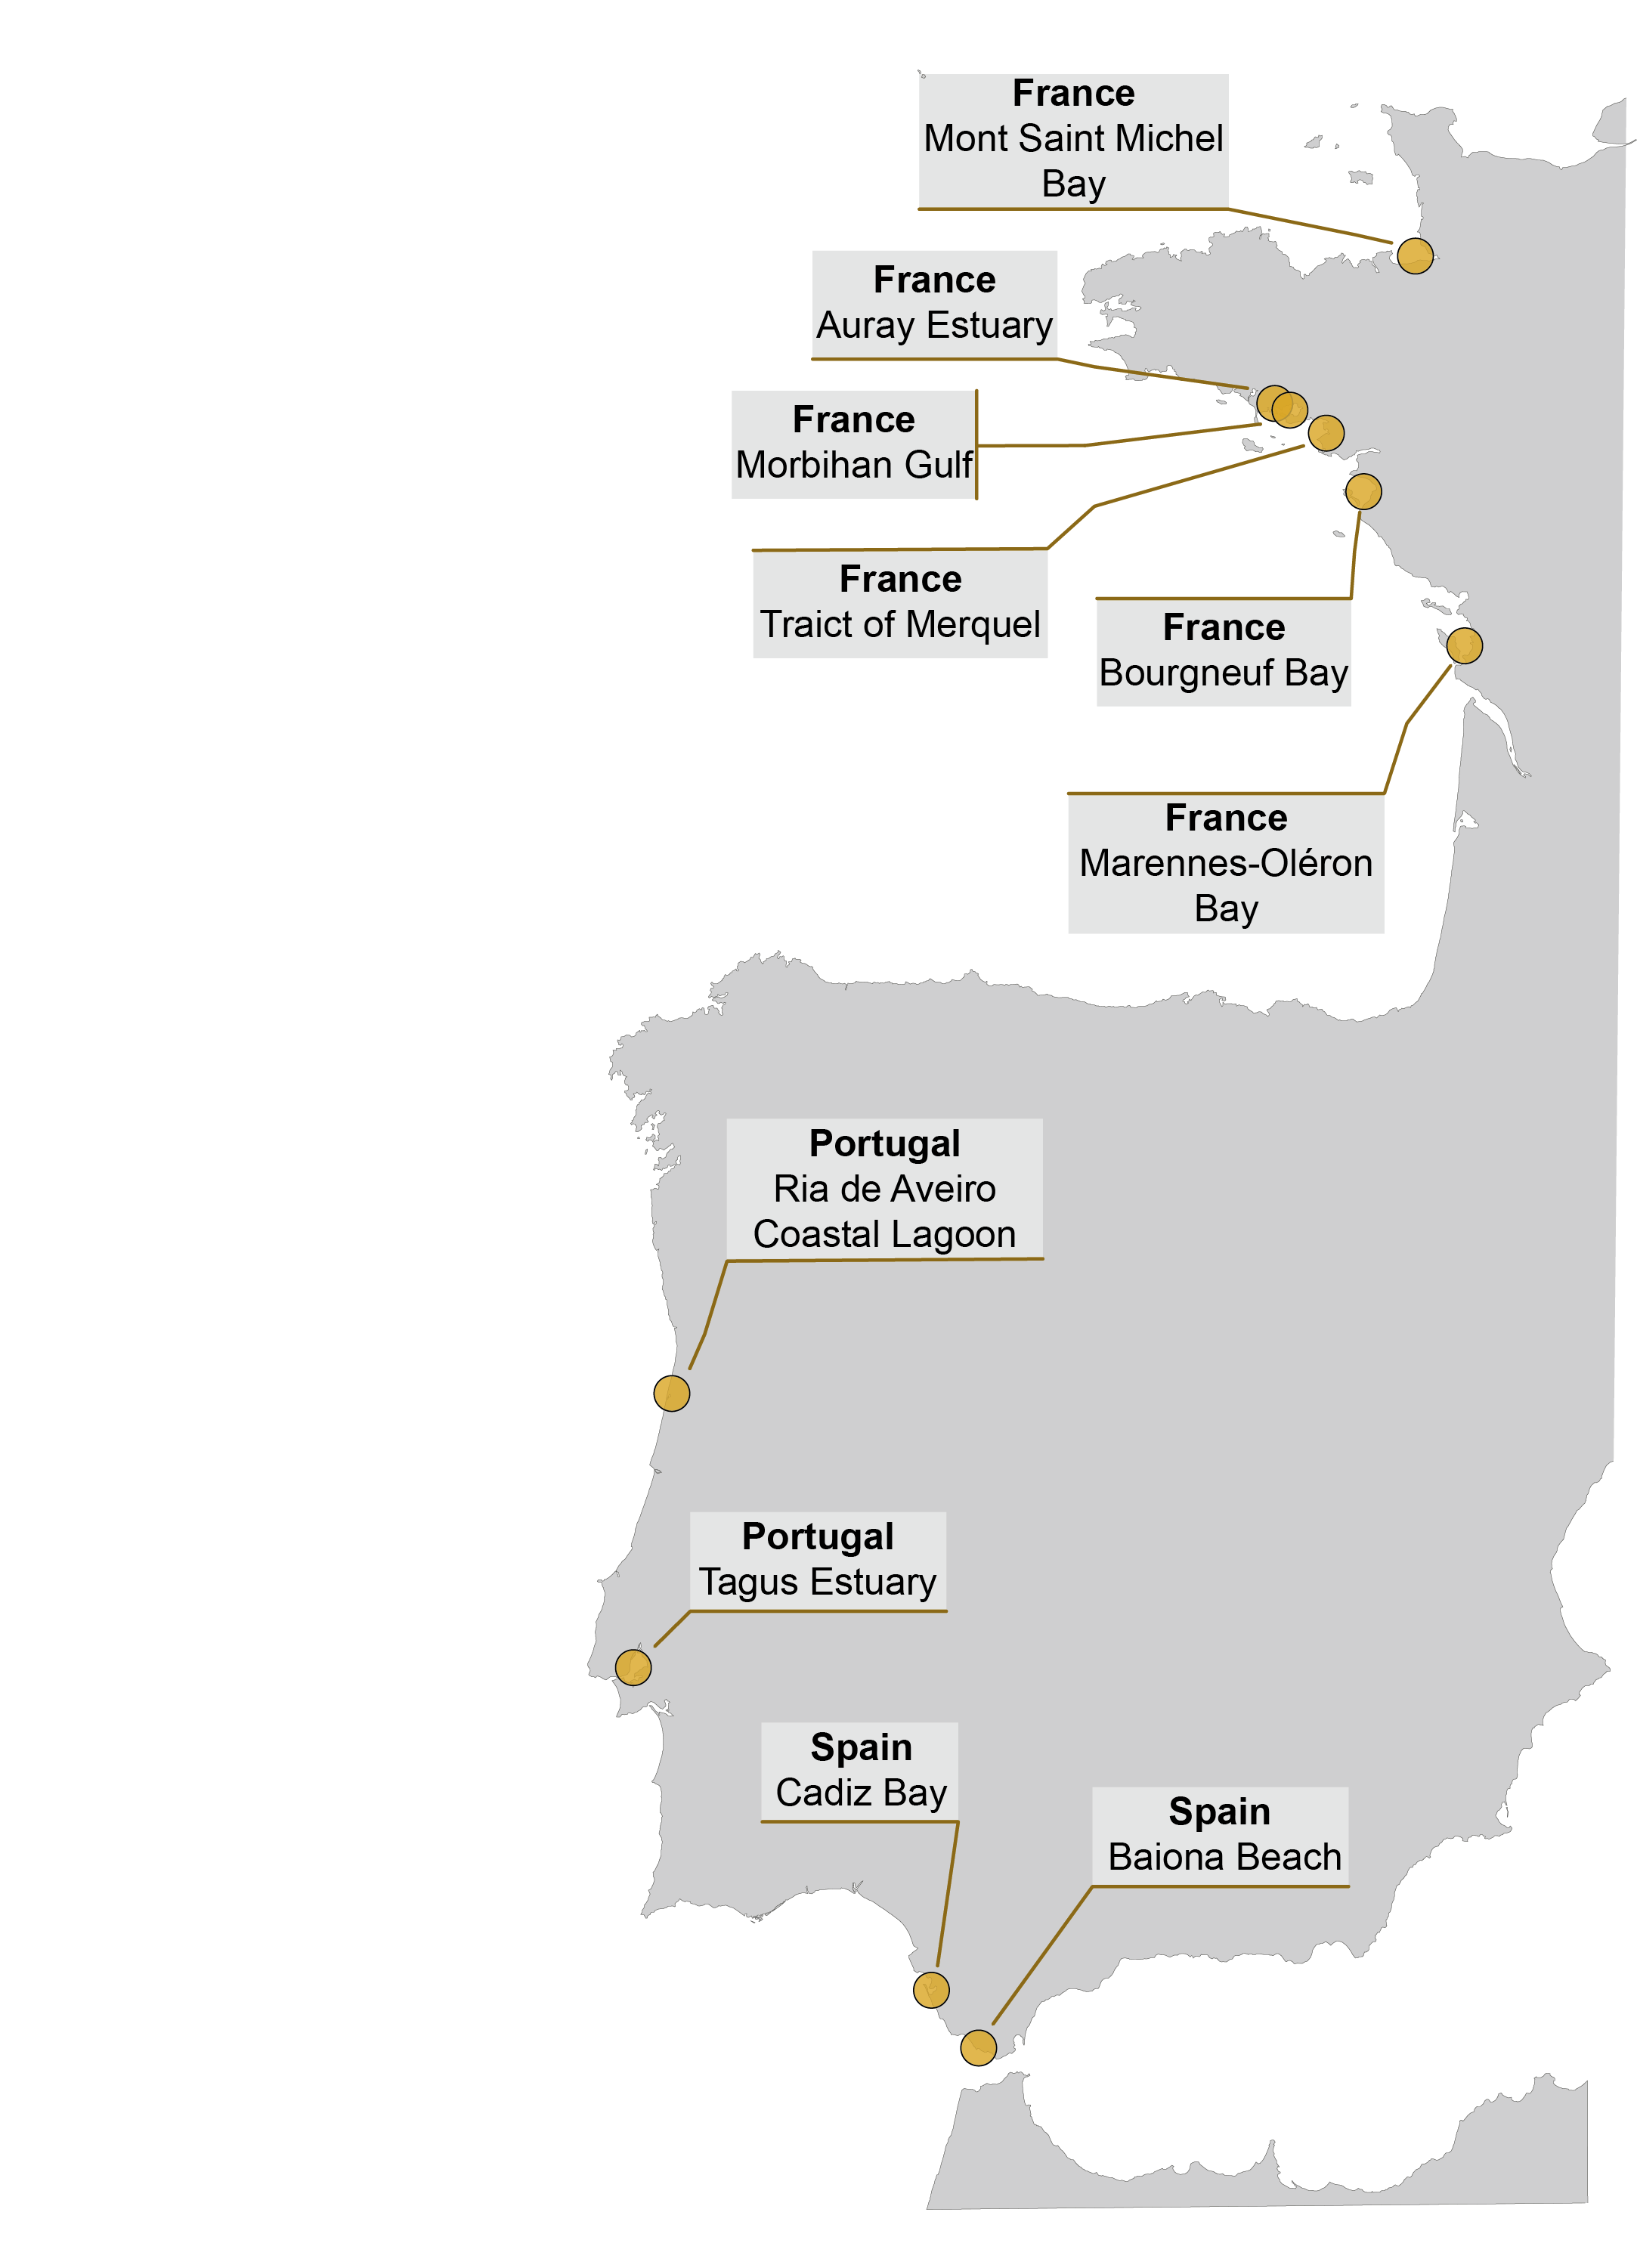 France
Mont Saint Michel
Bay
France
Auray Estuary
France
Morbihan Gulf
France
Traict of Merquel
France
Bourgneuf Bay
France
Marennes-Oléron
Bay
Portugal
Ria de Aveiro
Coastal Lagoon
Portugal
Tagus Estuary
Spain
Cadiz Bay
Spain
Baiona Beach